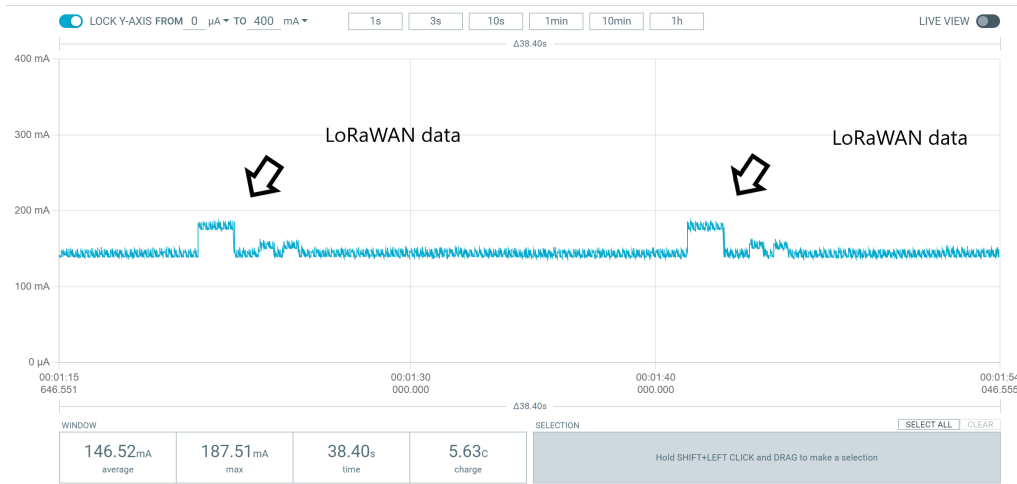 LOCK Y-AXIS FROM 0 µA TO 400 mA 1s 3s 10s 1min 10min 1h LIVE VIEW
Δ38.40s
400 mA
LoRaWAN data LoRaWAN data
300 mA
200 mA
100 mA
0 µA
00:01:15 00:01:30 00:01:40 00:01:54
646.551 000.000 000.000 046.555
Δ38.40s
WINDOW SELECTION SELECT ALL CLEAR
146.52mA 187.51mA 38.40s 5.63c
average max time charge
Hold SHIFT+LEFT CLICK and DRAG to make a selection